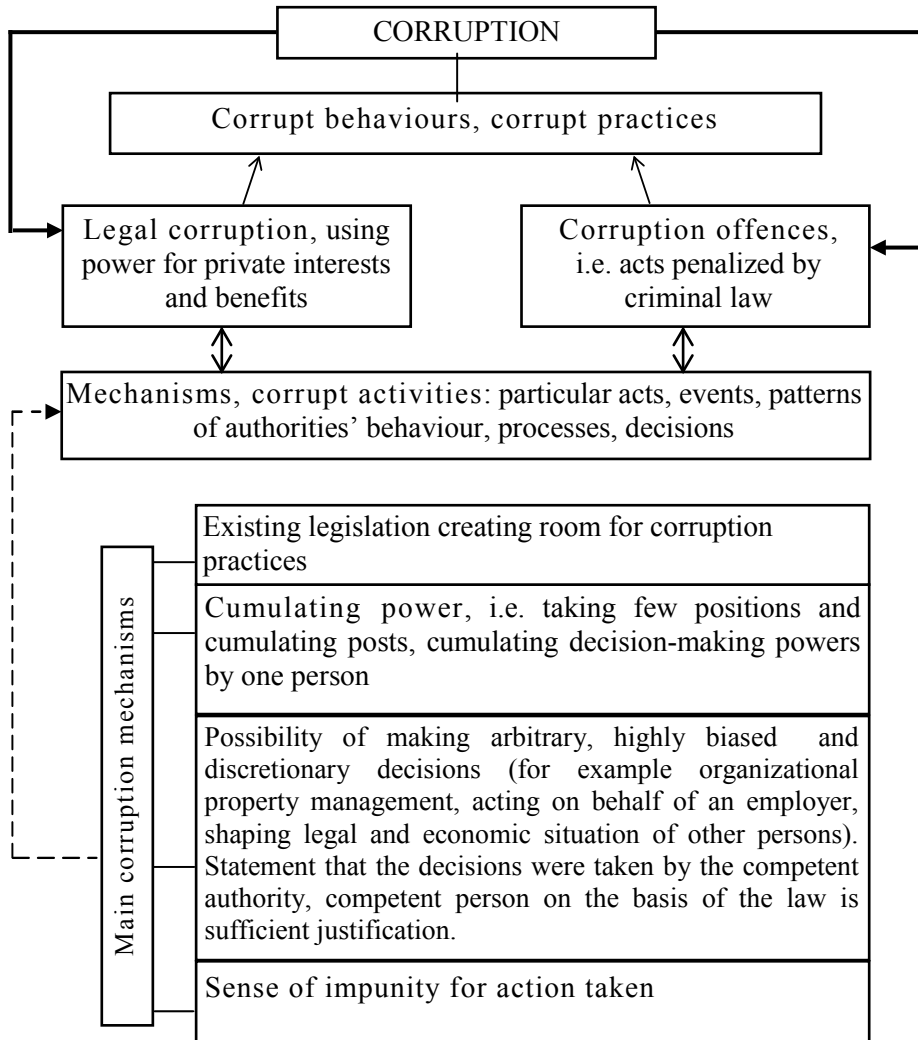 CORRUPTION
Corrupt behaviours, corrupt practices
Legal corruption, using
power for private interests
and benefits
Corruption offences,
i.e. acts penalized by
criminal law
Mechanisms, corrupt activities: particular acts, events, patterns
of authorities’ behaviour, processes, decisions
Main corruption mechanisms
Existing legislation creating room for corruption
practices
Cumulating power, i.e. taking few positions and
cumulating posts, cumulating decision-making powers
by one person
Possibility of making arbitrary, highly biased and
discretionary decisions (for example organizational
property management, acting on behalf of an employer,
shaping legal and economic situation of other persons).
Statement that the decisions were taken by the competent
authority, competent person on the basis of the law is
sufficient justification.
Sense of impunity for action taken